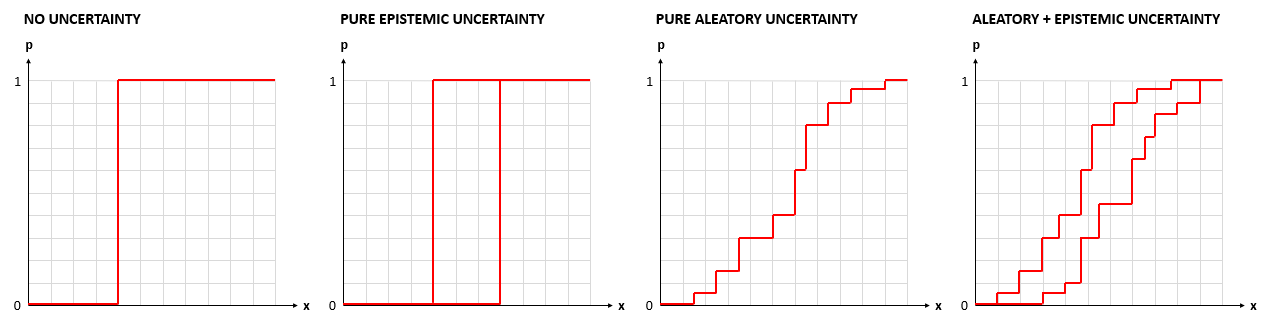 NO UNCERTAINTY
PURE EPISTEMIC UNCERTAINTY
PURE ALEATORY UNCERTAINTY
ALEATORY + EPISTEMIC UNCERTAINTY
p
p
p
p
1
1
1
1
0
0
0
0
x
x
x
x